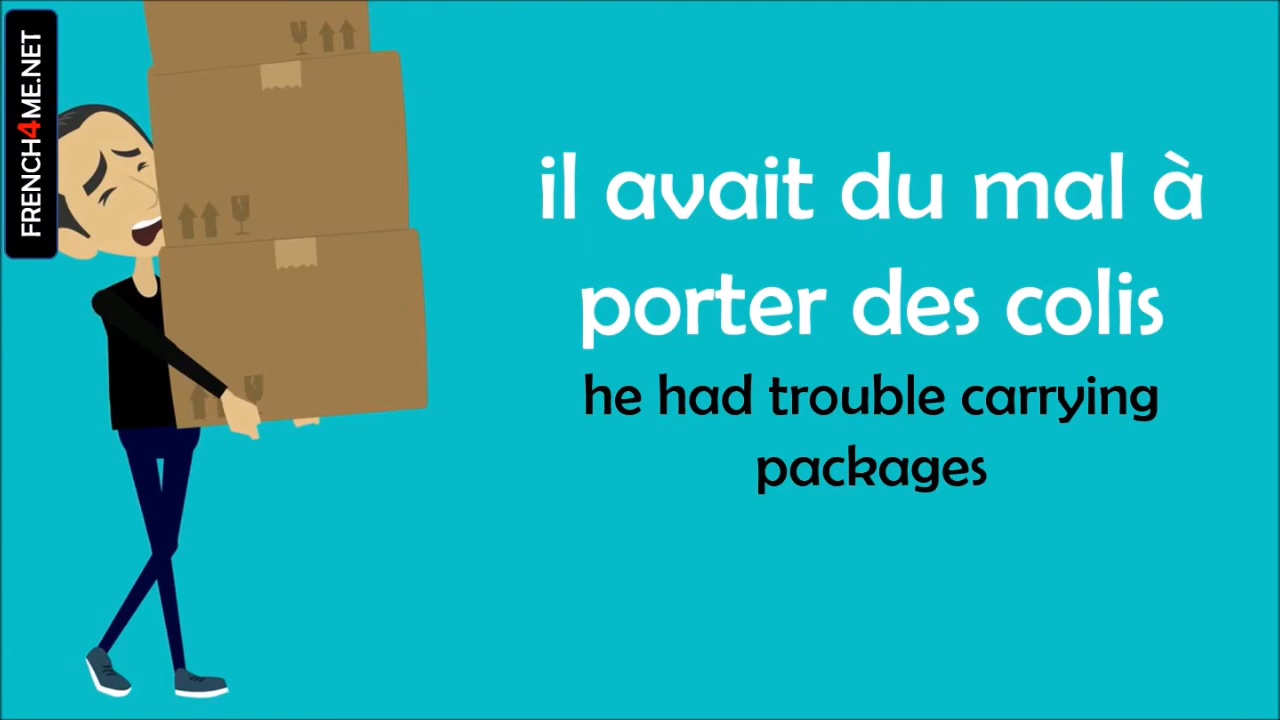 FRENCH4ME.NET
il avait du mal à
porter des colis
he had trouble carrying
packages